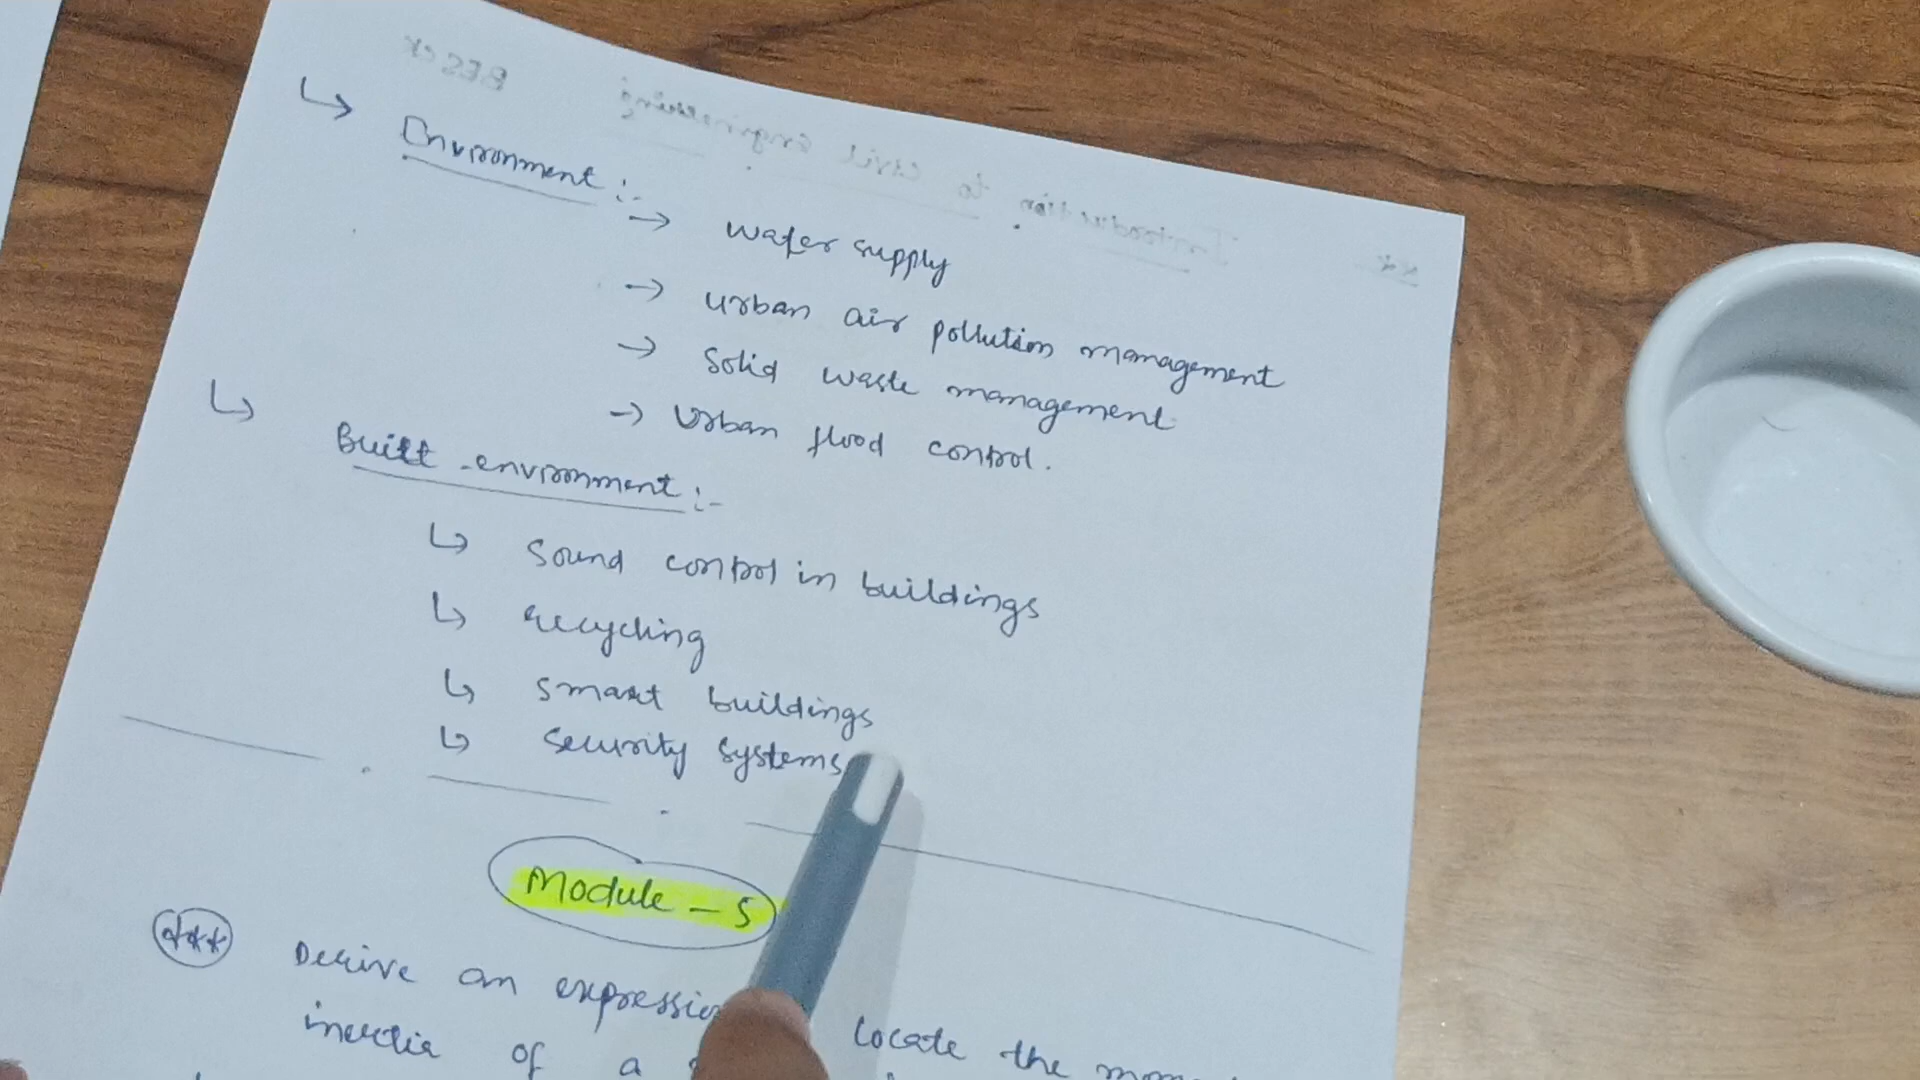 ↳ Environment :-
→ water supply
→ urban air pollution management
→ Solid waste management
→ Urban flood control.
↳ Built environment :-
↳ Sound control in buildings
↳ recycling
↳ smart buildings
↳ security systems
Module - 5
*** Derive an locate the
inertia of a